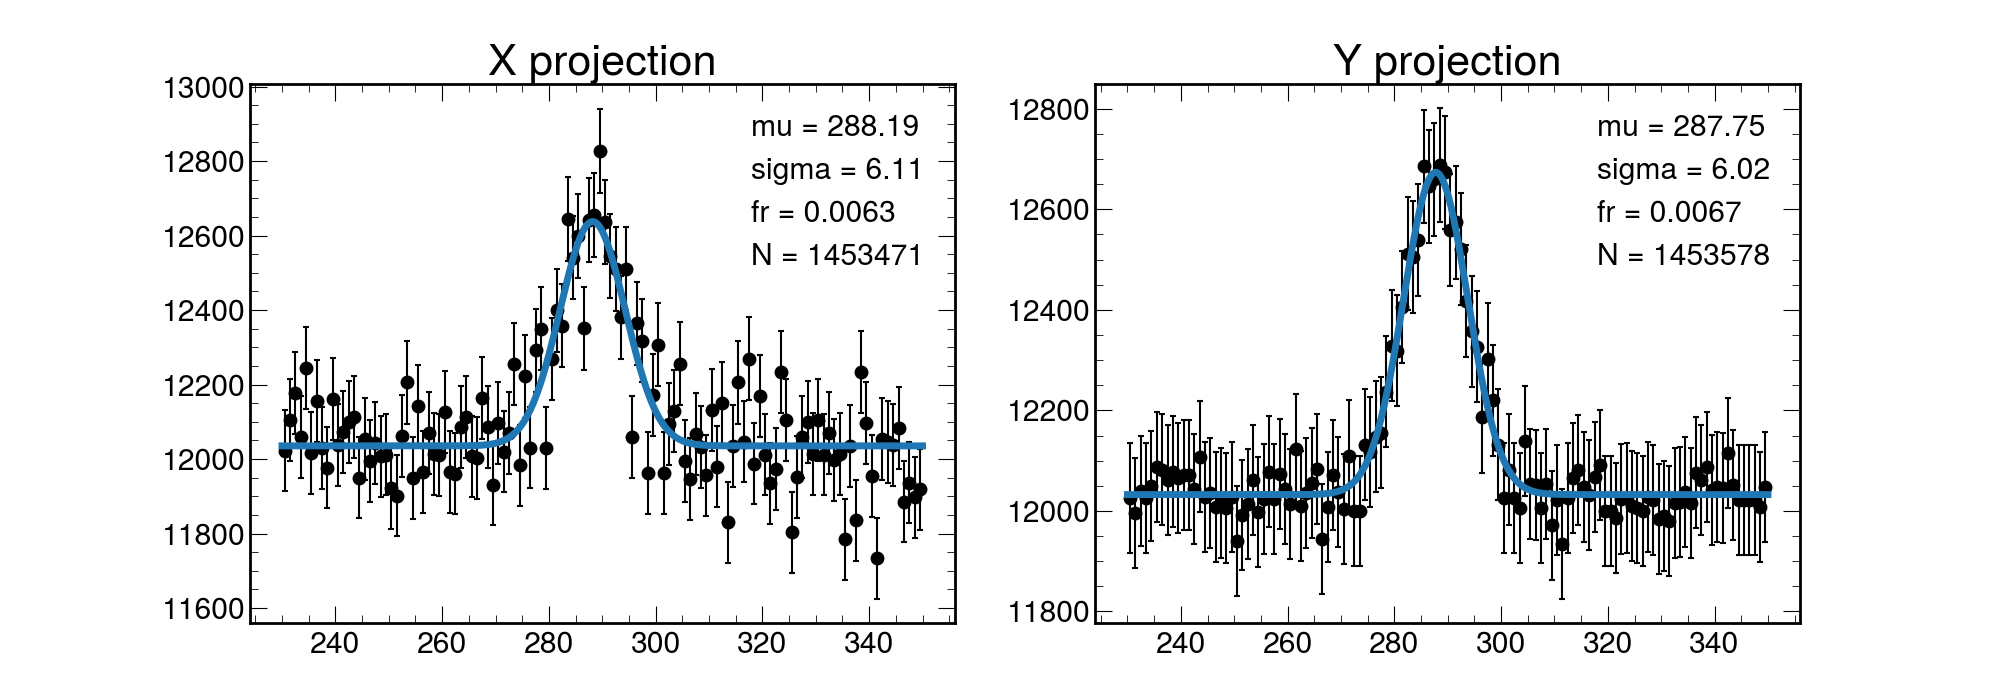 X projection
13000
12800
12600
12400
12200
12000
11800
11600
240 260 280 300 320 340
mu = 288.19
sigma = 6.11
fr = 0.0063
N = 1453471
Y projection
12800
12600
12400
12200
12000
11800
240 260 280 300 320 340
mu = 287.75
sigma = 6.02
fr = 0.0067
N = 1453578